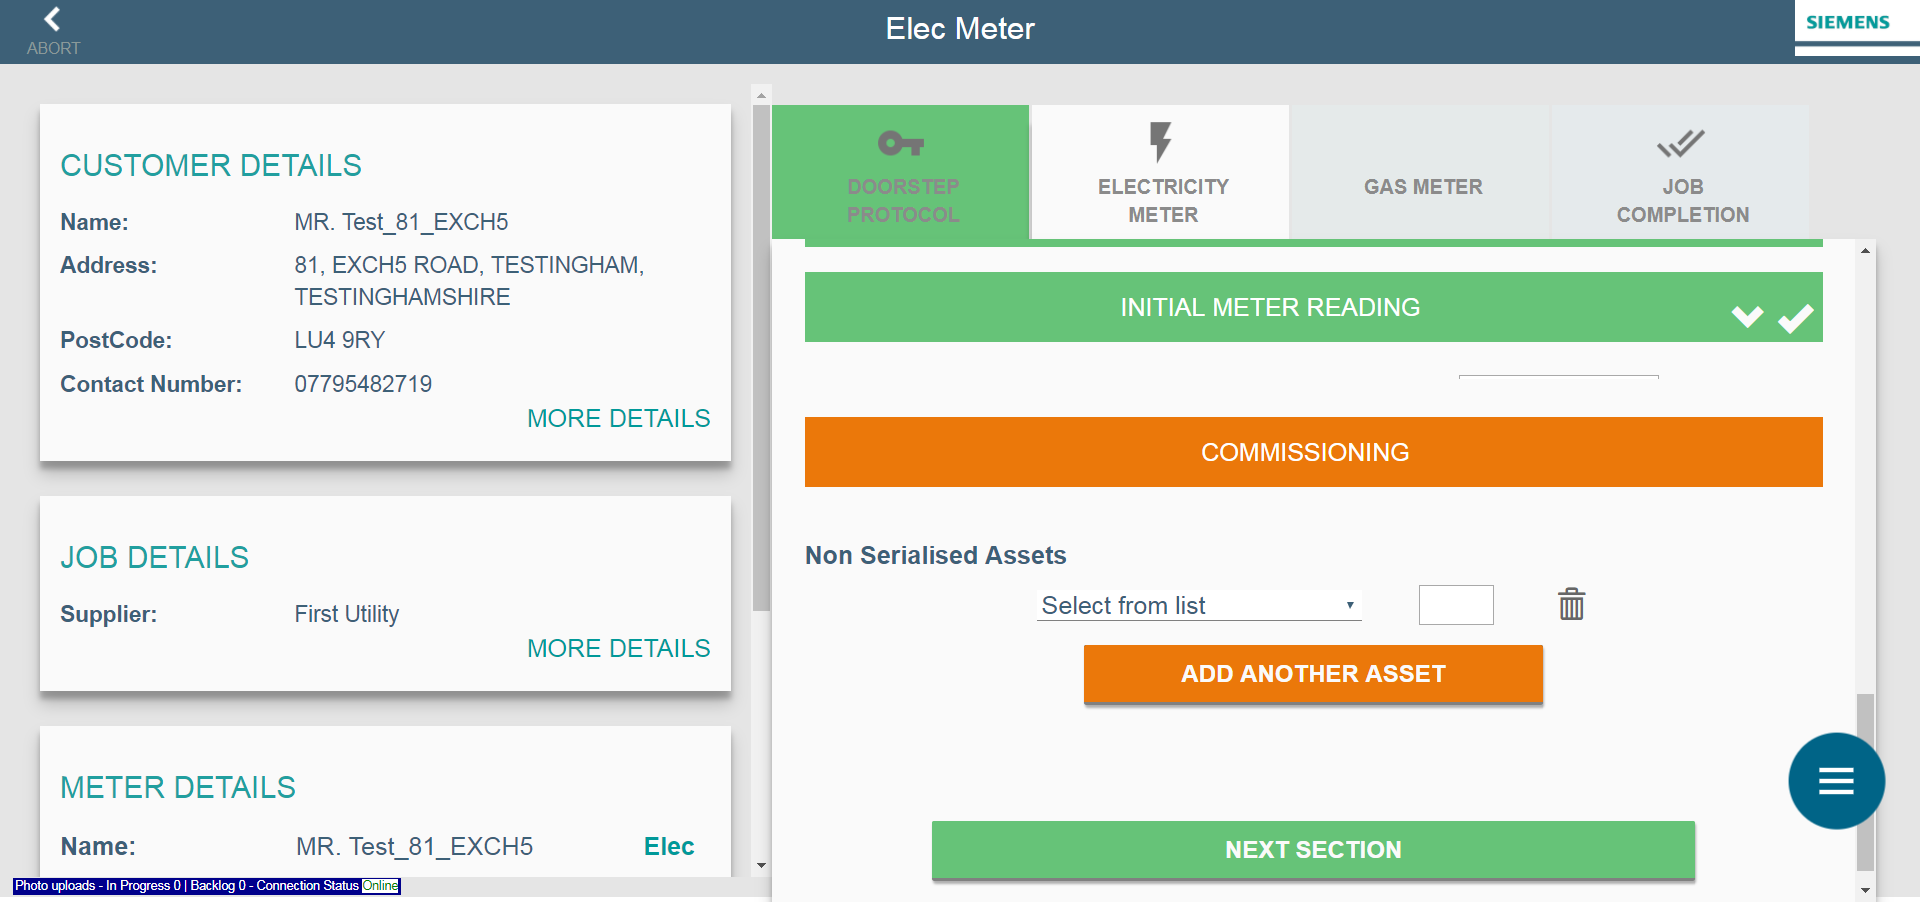 ABORT
Elec Meter
SIEMENS
CUSTOMER DETAILS
Name: MR. Test_81_EXCH5
Address: 81, EXCH5 ROAD, TESTINGHAM,
TESTINGHAMSHIRE
PostCode: LU4 9RY
Contact Number: 07795482719
MORE DETAILS
JOB DETAILS
Supplier: First Utility
MORE DETAILS
METER DETAILS
Name: MR. Test_81_EXCH5 Elec
Photo uploads - In Progress 0 | Backlog 0 - Connection Status Online
DOORSTEP
PROTOCOL
ELECTRICITY
METER
GAS METER
JOB
COMPLETION
INITIAL METER READING
COMMISSIONING
Non Serialised Assets
Select from list
ADD ANOTHER ASSET
NEXT SECTION